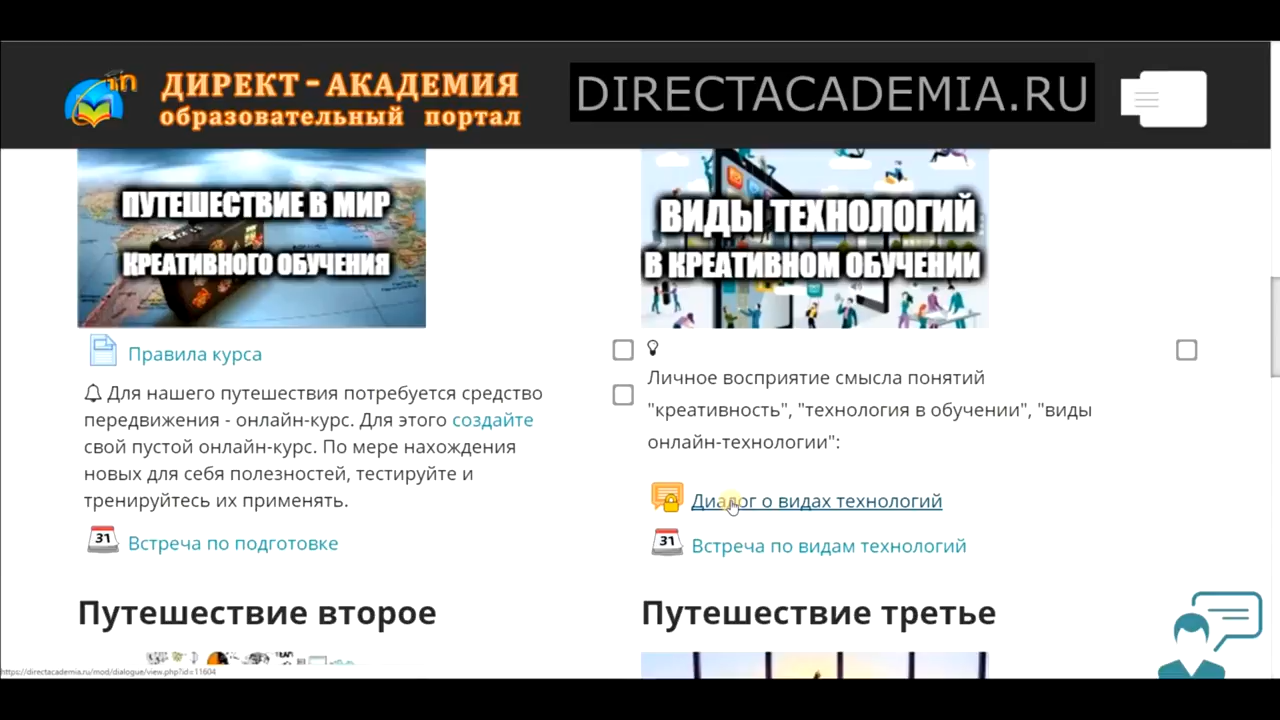 ДИРЕКТ-АКАДЕМИЯ
образовательный портал
DIRECTACADEMIA.RU
ПУТЕШЕСТВИЕ В МИР
КРЕАТИВНОГО ОБУЧЕНИЯ
Правила курса
Для нашего путешествия потребуется средство
передвижения - онлайн-курс. Для этого создайте
свой пустой онлайн-курс. По мере нахождения
новых для себя полезностей, тестируйте и
тренируйтесь их применять.
31
Встреча по подготовке
ВИДЫ ТЕХНОЛОГИЙ
В КРЕАТИВНОМ ОБУЧЕНИИ
Личное восприятие смысла понятий
"креативность", "технология в обучении", "виды
онлайн-технологии":
Диалог о видах технологий
31
Встреча по видам технологий
Путешествие второе
Путешествие третье
https://directacademia.ru/mod/dialogue/view.php?id=11604